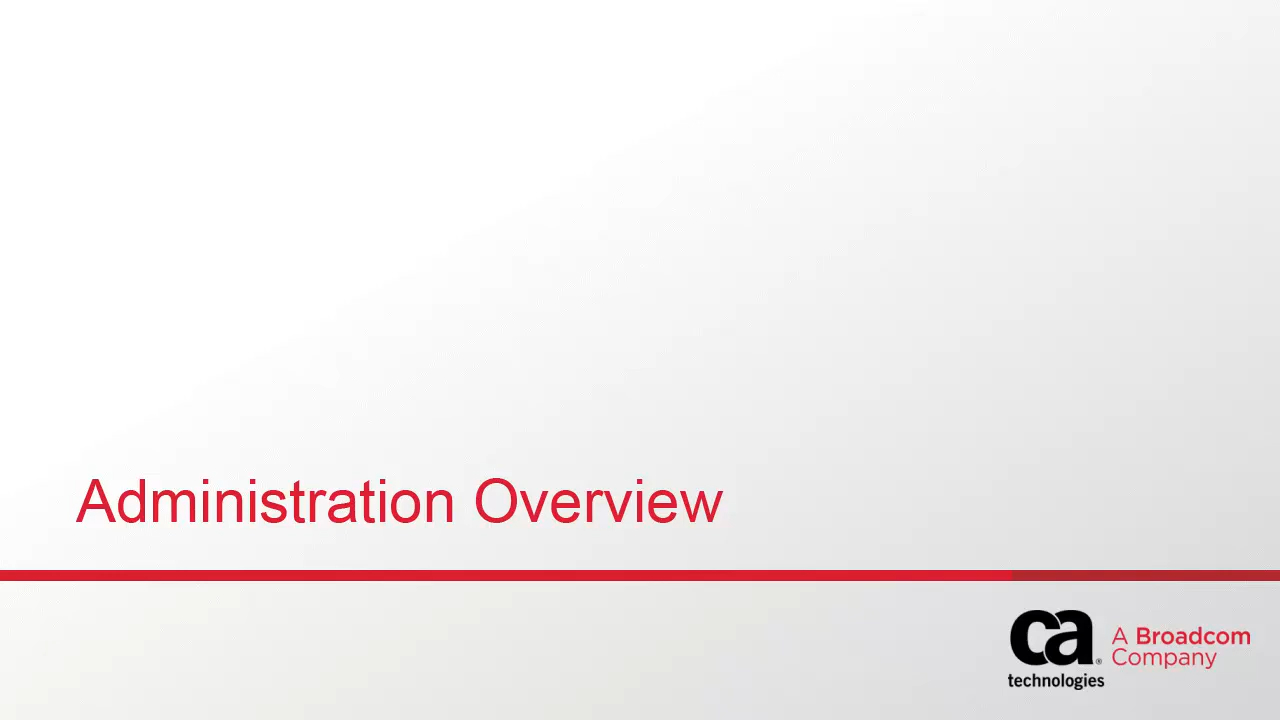 Administration Overview
ca®
technologies
A Broadcom
Company